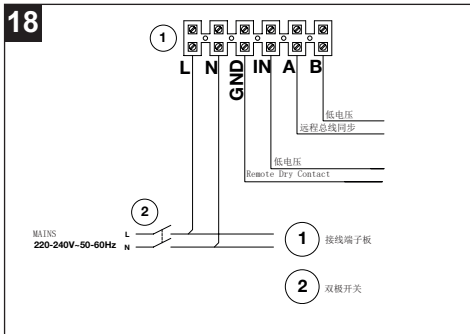 18
1
L N GND IN A B
低电压
远程总线同步
低电压
Remote Dry Contact
2
MAINS
220-240V~50-60Hz
L
N
1 接线端子板
2 双极开关